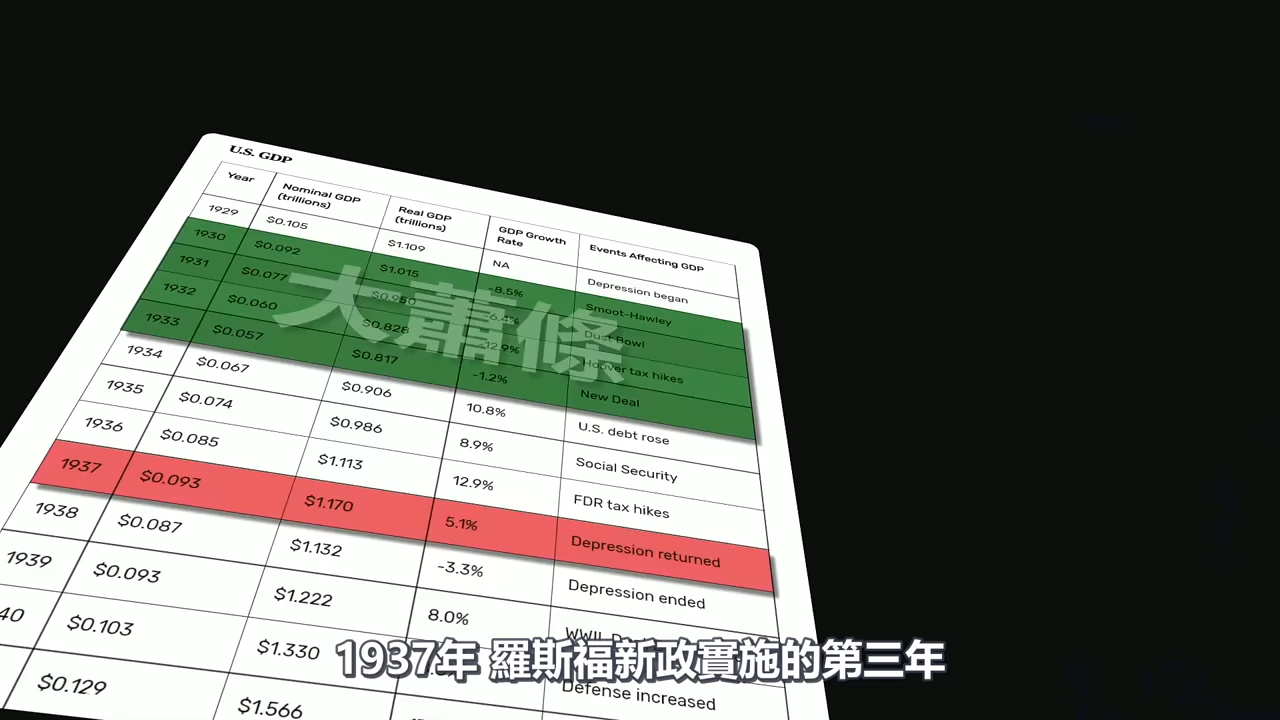 U.S. GDP
Year Nominal GDP (trillions) Real GDP (trillions) GDP Growth Rate Events Affecting GDP
1929 $0.105 $1.109 NA Depression began
1930 $0.092 $1.015 -8.5% Smoot-Hawley
1931 $0.077 $0.950 -6.4% Dust Bowl
1932 $0.060 $0.828 -12.9% Hoover tax hikes
1933 $0.057 $0.817 -1.2% New Deal
大蕭條
1934 $0.067 $0.906 10.8% U.S. debt rose
1935 $0.074 $0.986 8.9% Social Security
1936 $0.085 $1.113 12.9% FDR tax hikes
1937 $0.093 $1.170 5.1% Depression returned
1938 $0.087 $1.132 -3.3% Depression ended
1939 $0.093 $1.222 8.0% WWII
40 $0.103 $1.330 Defense increased
$0.129 $1.566
1937年 羅斯福新政實施的第三年